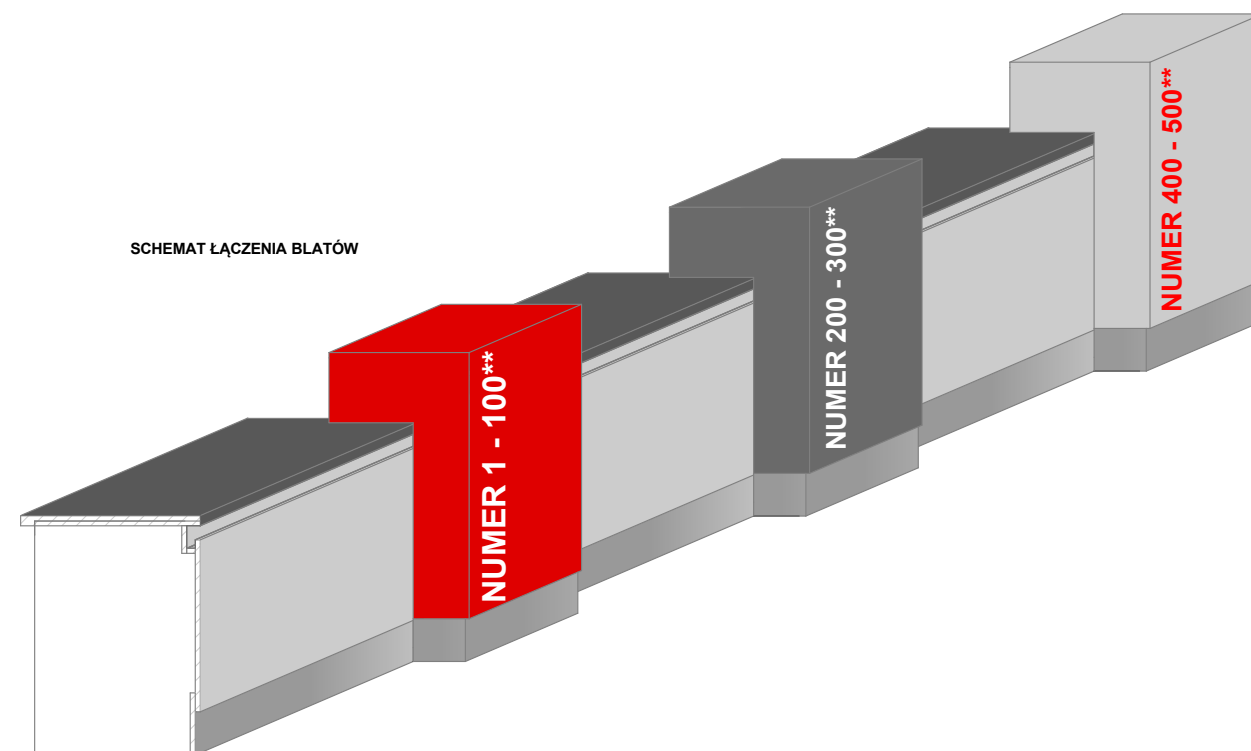 SCHEMAT ŁĄCZENIA BLATÓW
NUMER 1 - 100**
NUMER 200 - 300**
NUMER 400 - 500**